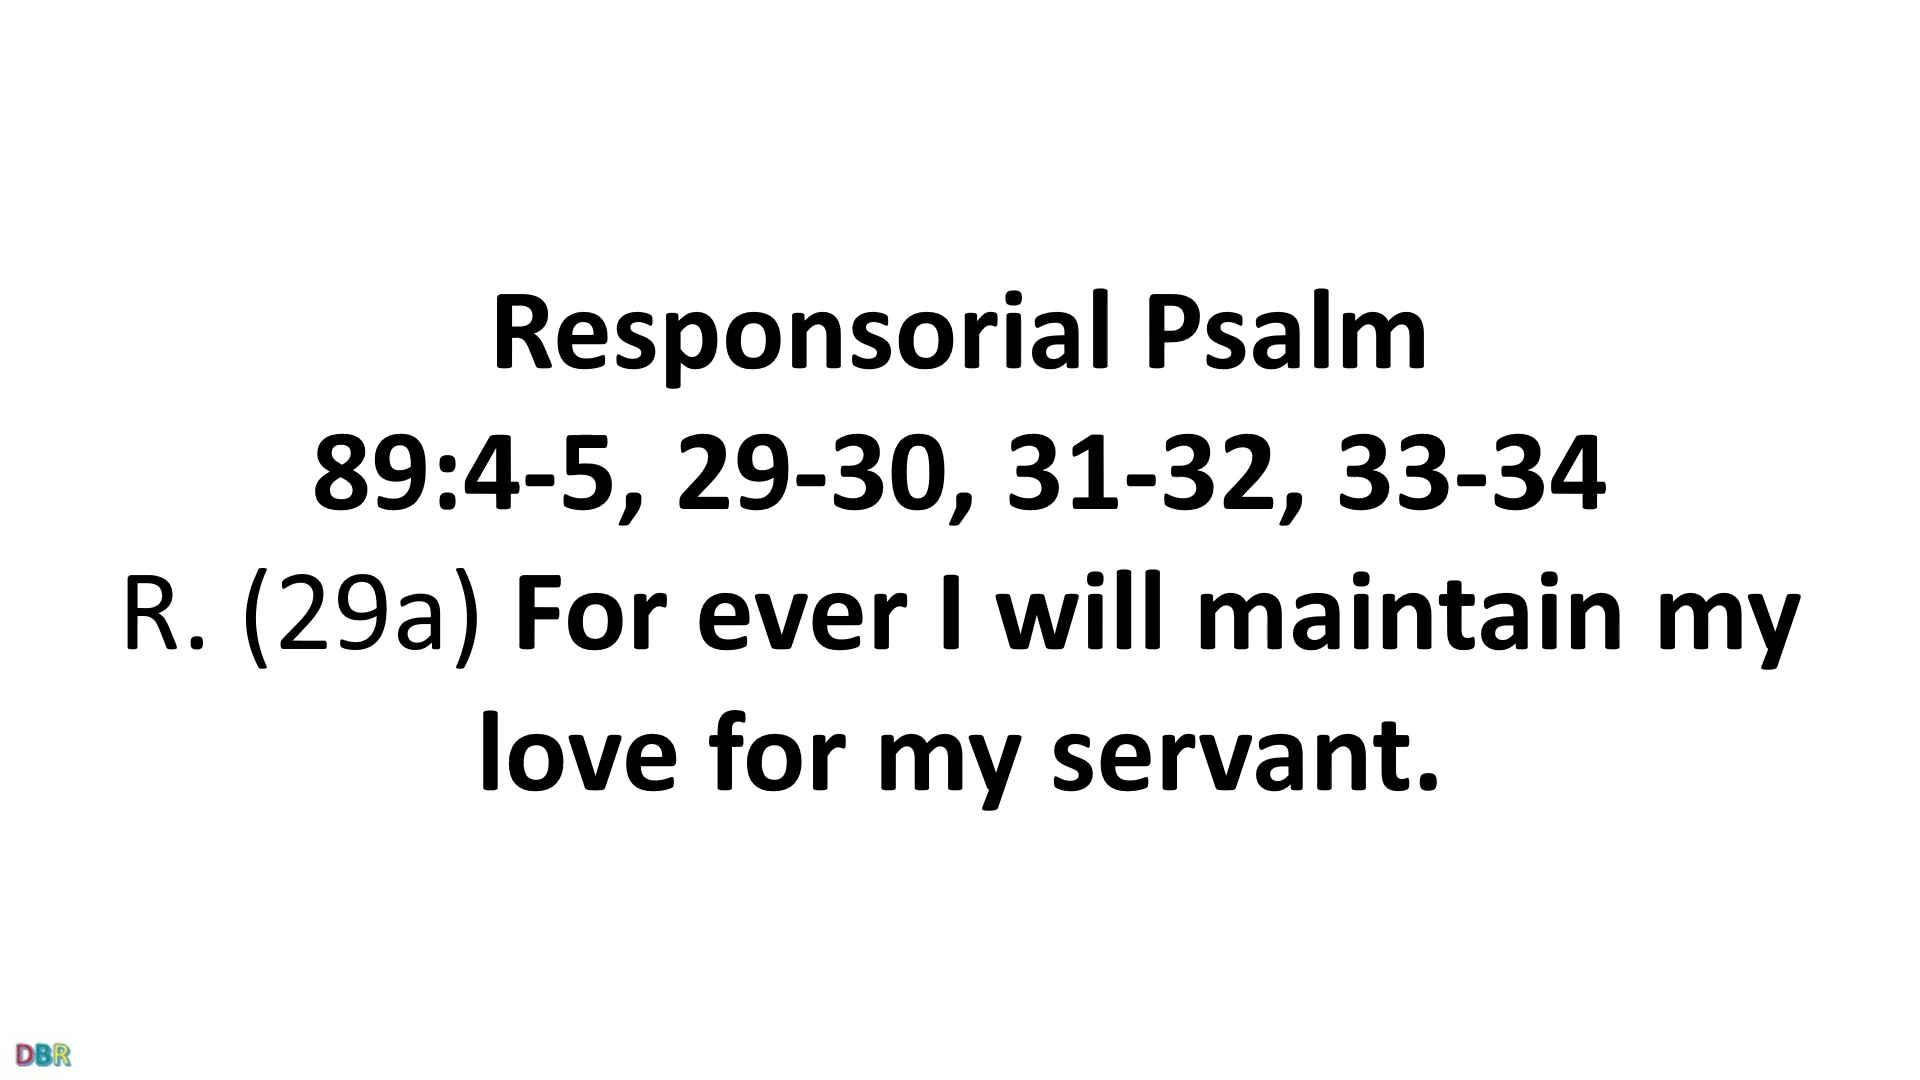 Responsorial Psalm
89:4-5, 29-30, 31-32, 33-34
R. (29a) For ever I will maintain my
love for my servant.
DBR